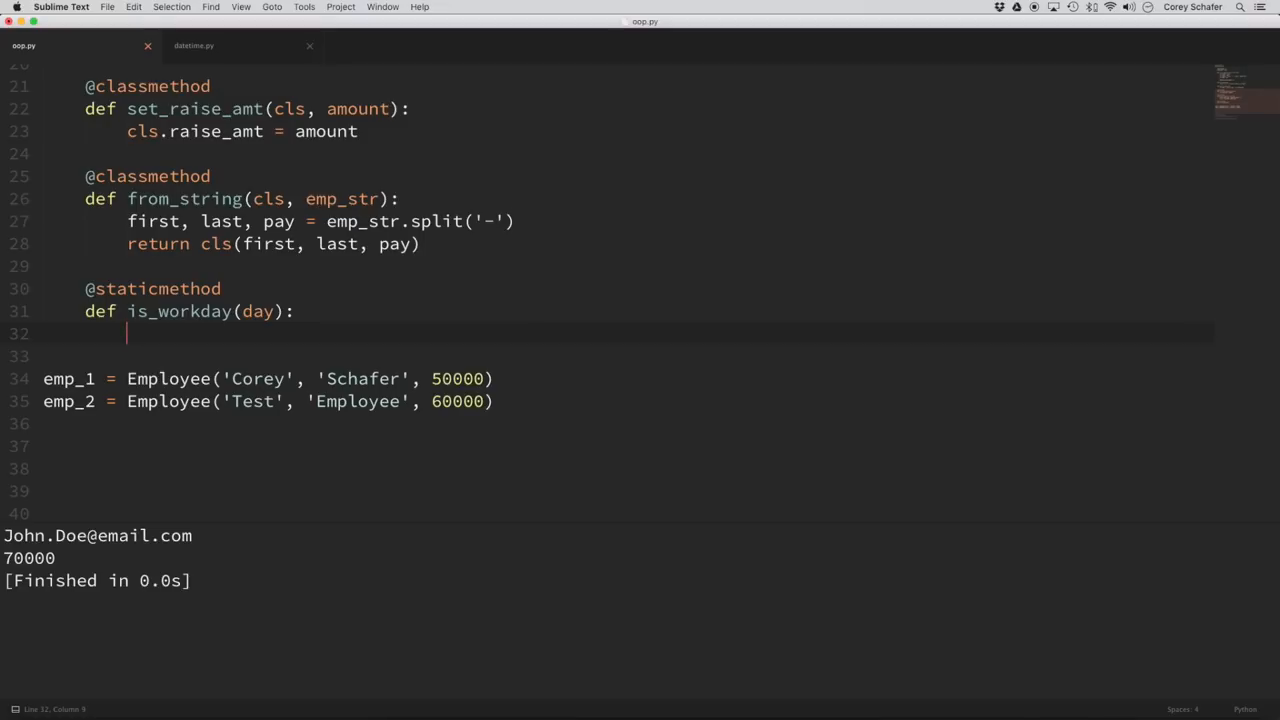 Sublime Text File Edit Selection Find View Goto Tools Project Window Help Corey Schafer
oop.py
oop.py datetime.py
20
21 @classmethod
22 def set_raise_amt(cls, amount):
23 cls.raise_amt = amount
24
25 @classmethod
26 def from_string(cls, emp_str):
27 first, last, pay = emp_str.split('-')
28 return cls(first, last, pay)
29
30 @staticmethod
31 def is_workday(day):
32
33
34 emp_1 = Employee('Corey', 'Schafer', 50000)
35 emp_2 = Employee('Test', 'Employee', 60000)
36
37
38
39
40
John.Doe@email.com
70000
[Finished in 0.0s]
Line 32, Column 9 Spaces: 4 Python